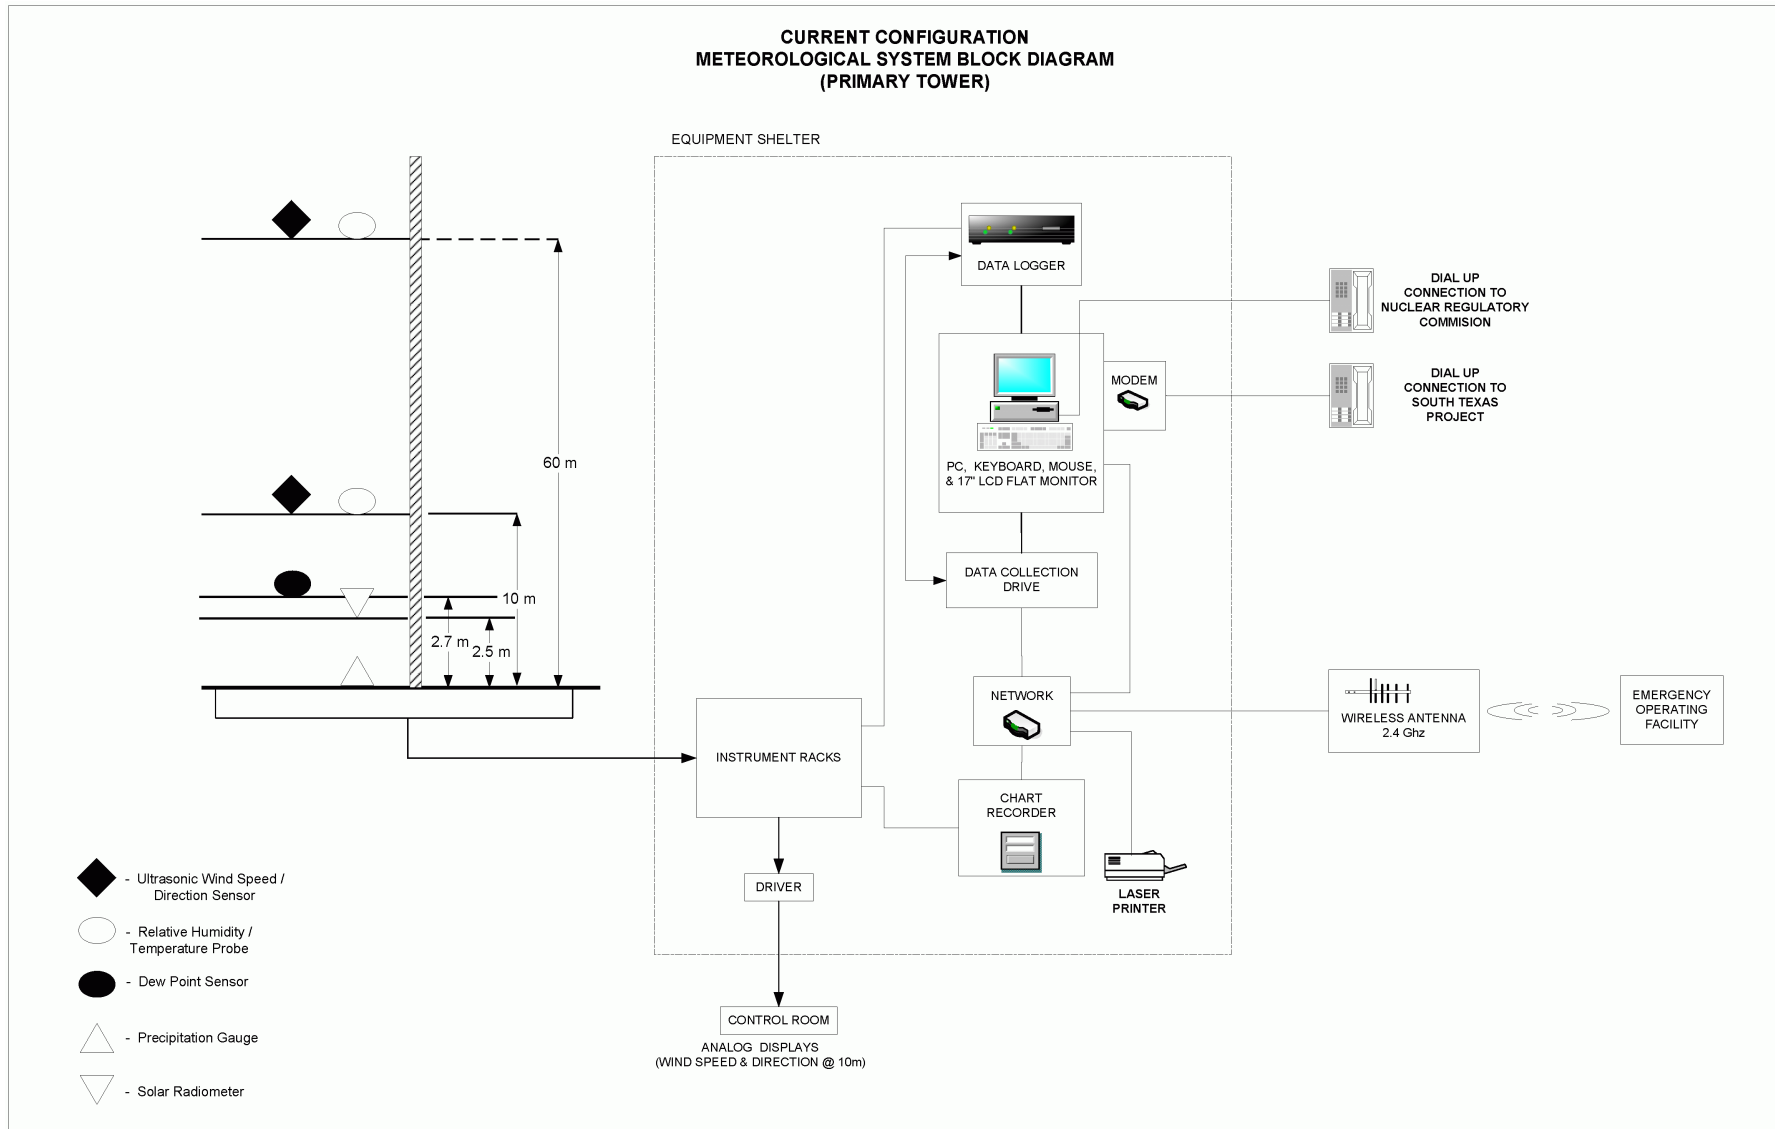 CURRENT CONFIGURATION
METEOROLOGICAL SYSTEM BLOCK DIAGRAM
(PRIMARY TOWER)
EQUIPMENT SHELTER
DATA LOGGER
DIAL UP
CONNECTION TO
NUCLEAR REGULATORY
COMMISION
MODEM
DIAL UP
CONNECTION TO
SOUTH TEXAS
PROJECT
PC, KEYBOARD, MOUSE,
& 17" LCD FLAT MONITOR
60 m
10 m
2.7 m
2.5 m
DATA COLLECTION
DRIVE
NETWORK
WIRELESS ANTENNA
2.4 Ghz
EMERGENCY
OPERATING
FACILITY
INSTRUMENT RACKS
CHART
RECORDER
LASER
PRINTER
DRIVER
CONTROL ROOM
ANALOG DISPLAYS
(WIND SPEED & DIRECTION @ 10m)
- Ultrasonic Wind Speed /
Direction Sensor
- Relative Humidity /
Temperature Probe
- Dew Point Sensor
- Precipitation Gauge
- Solar Radiometer